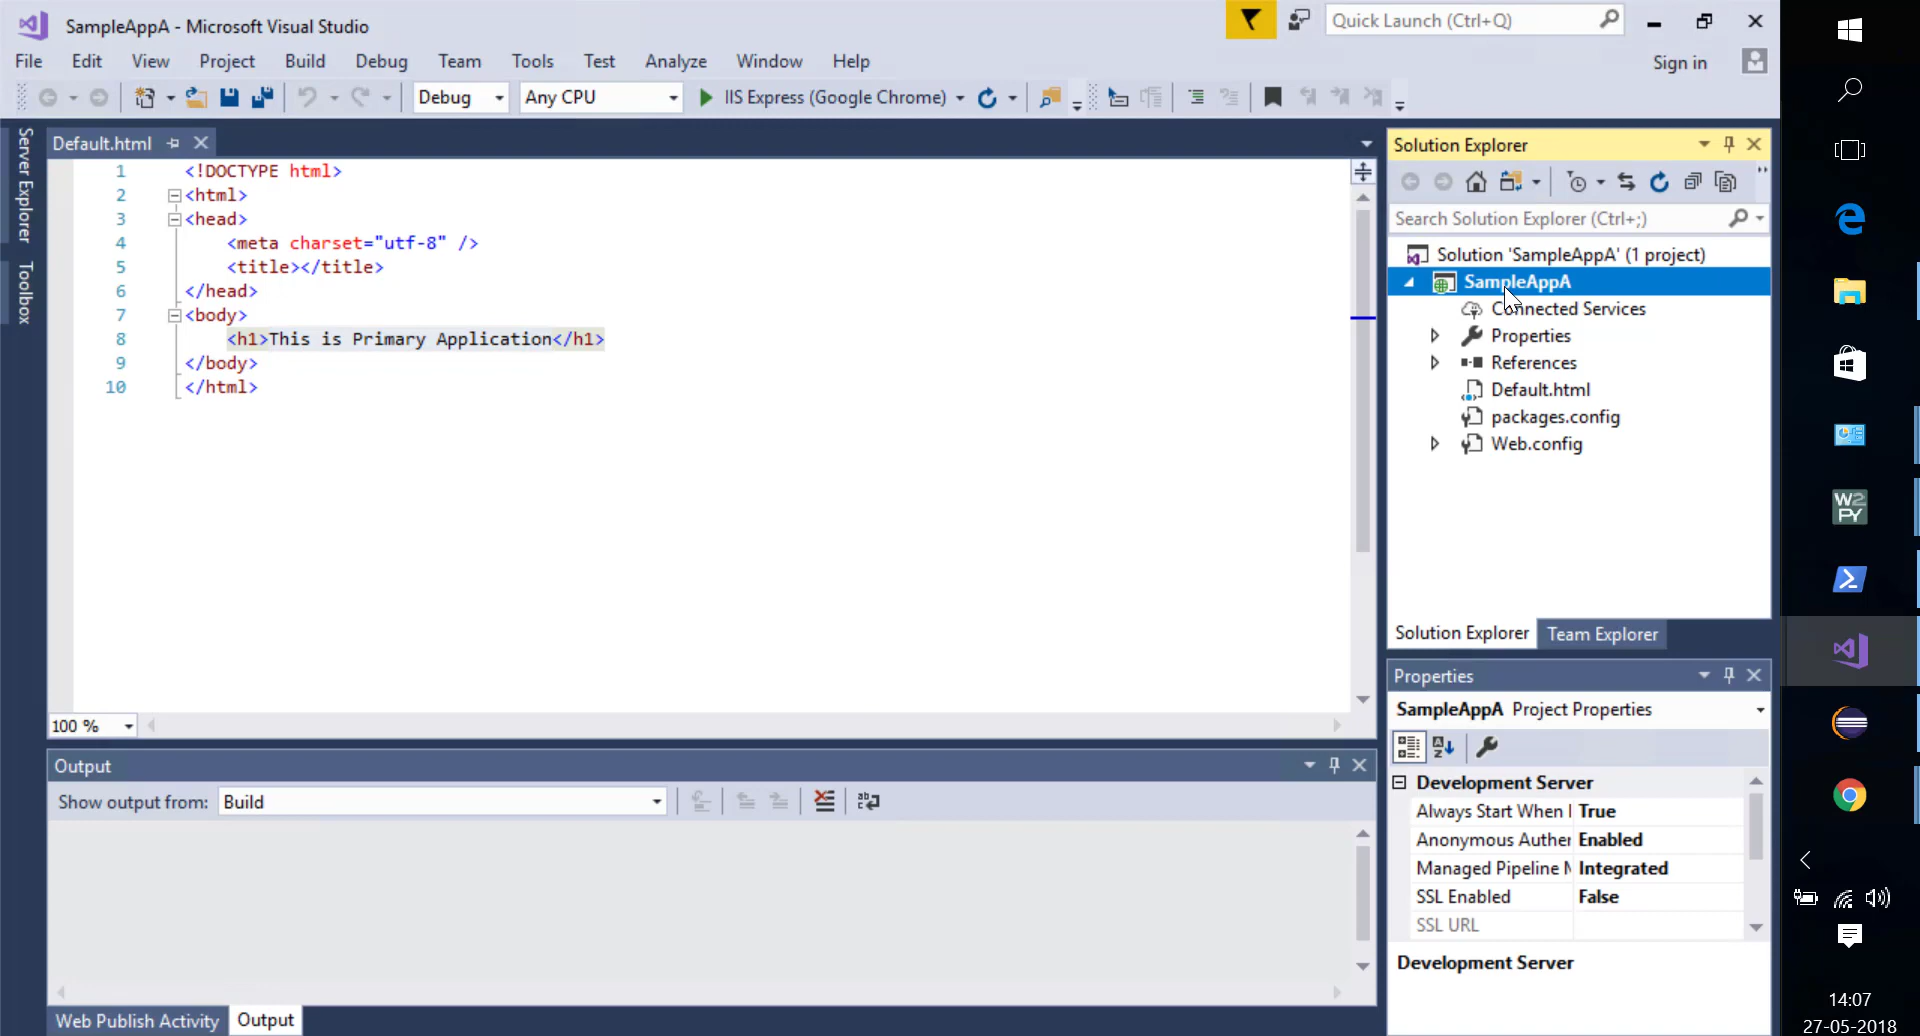 SampleAppA - Microsoft Visual Studio
Quick Launch (Ctrl+Q)
File Edit View Project Build Debug Team Tools Test Analyze Window Help
Sign in
Debug Any CPU IIS Express (Google Chrome)
Server Explorer
Toolbox
Default.html
1 <!DOCTYPE html>
2 <html>
3 <head>
4 <meta charset="utf-8" />
5 <title></title>
6 </head>
7 <body>
8 <h1>This is Primary Application</h1>
9 </body>
10 </html>
100 %
Output
Show output from: Build
Web Publish Activity Output
Solution Explorer
Search Solution Explorer (Ctrl+;)
Solution 'SampleAppA' (1 project)
SampleAppA
Connected Services
Properties
References
Default.html
packages.config
Web.config
Solution Explorer Team Explorer
Properties
SampleAppA Project Properties
Development Server
Always Start When True
Anonymous Authen Enabled
Managed Pipeline Integrated
SSL Enabled False
SSL URL
Development Server
W2
PY
14:07
27-05-2018